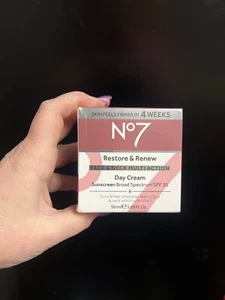 SKIN FEELS FIRMER IN 4 WEEKS
No7
Restore & Renew
FACE & NECK MULTI ACTION
Day Cream
Sunscreen Broad Spectrum SPF 30